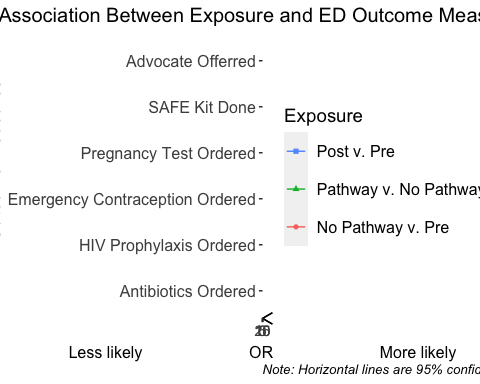 Association Between Exposure and ED Outcome Meas
Advocate Offerred
SAFE Kit Done
Pregnancy Test Ordered
Emergency Contraception Ordered
HIV Prophylaxis Ordered
Antibiotics Ordered
Exposure
Post v. Pre
Pathway v. No Pathway
No Pathway v. Pre
Less likely
OR
More likely
Note: Horizontal lines are 95% confid